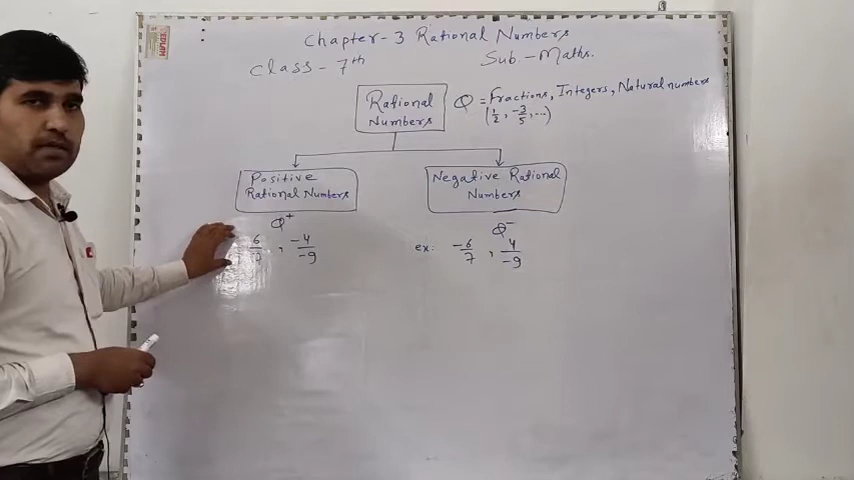 Chapter-3 Rational Numbers
Class-7th Sub.-Maths.
Rational Numbers Q = Fractions, Integers, Natural numbers
(1/2, -3/5, ...)
Positive Rational Numbers
Negative Rational Numbers
Q+
Q-
6/7, -4/-9
ex: -6/7, 4/-9